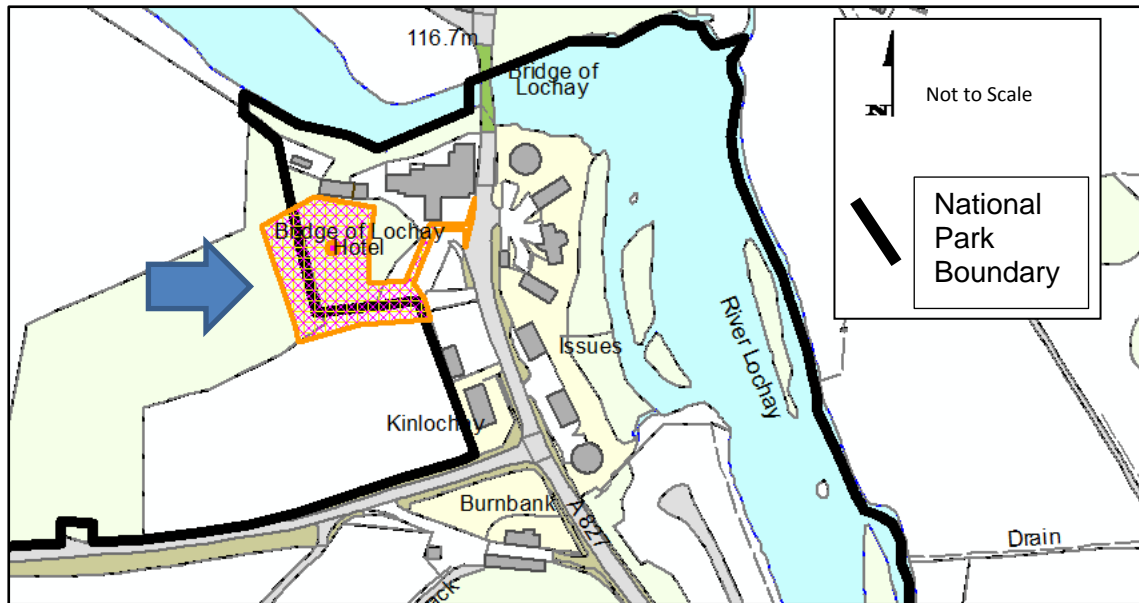 116.7m
Bridge of
Lochay
N
Not to Scale
National
Park
Boundary
Bridge of Lochay
Hotel
River Lochay
Issues
Kinlochay
Burnbank
A 827
Drain